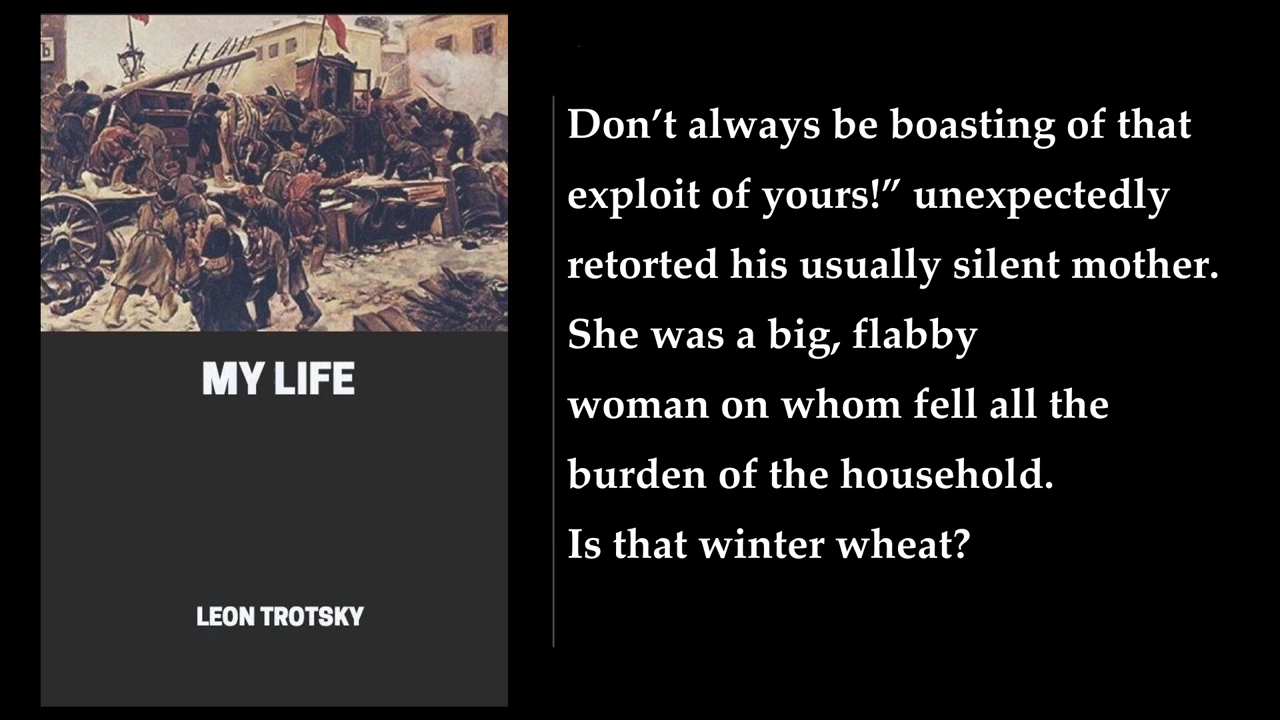 MY LIFE
LEON TROTSKY
Don’t always be boasting of that
exploit of yours!” unexpectedly
retorted his usually silent mother.
She was a big, flabby
woman on whom fell all the
burden of the household.
Is that winter wheat?